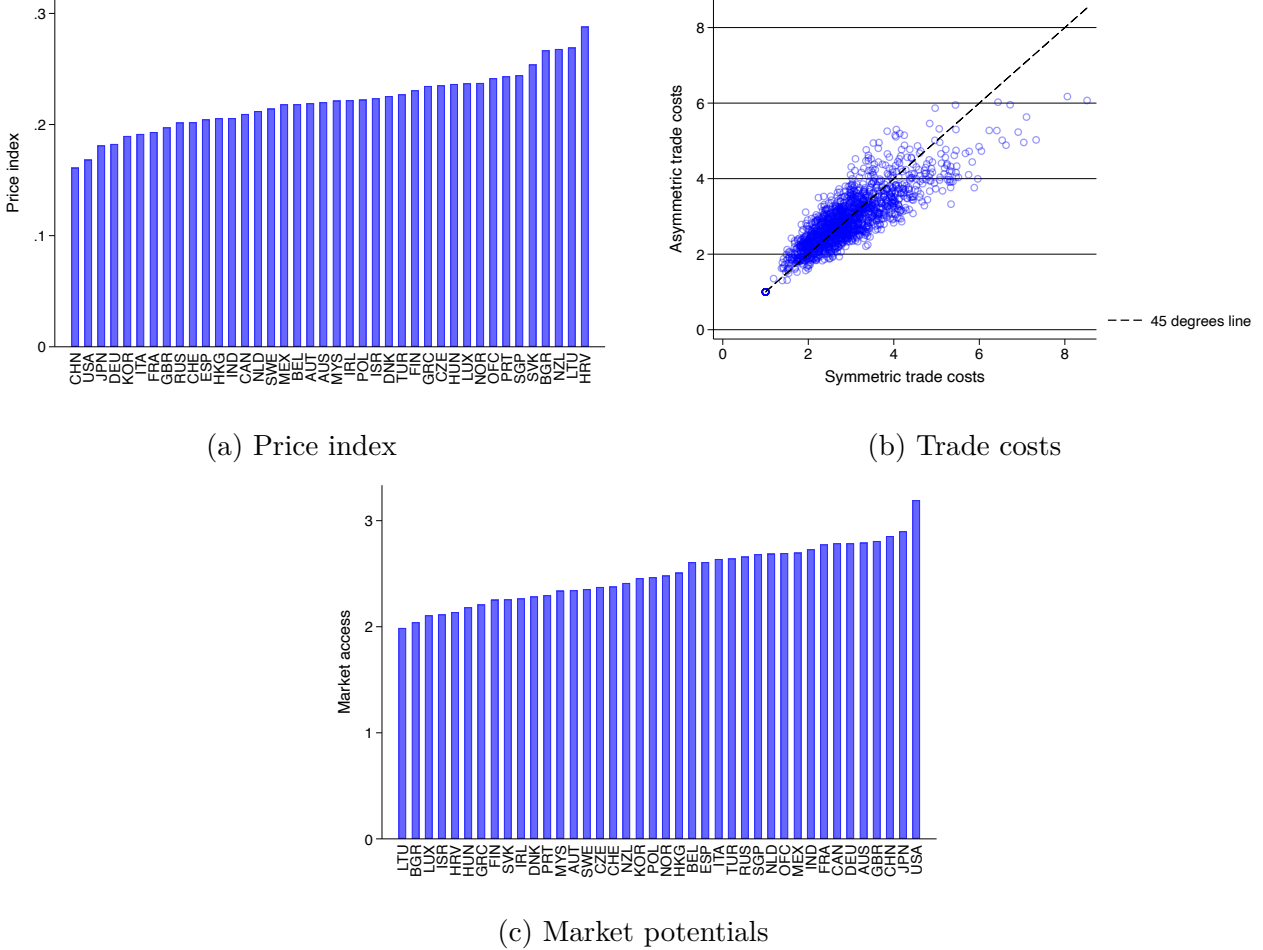 .3
.2
.1
0
Price index
CHN USA JPN DEU KOR ITA FRA GBR RUS CHE ESP HKG IND CAN NLD SWE MEX BEL AUT AUS MYS IRL POL ISR DNK TUR FIN GRC CZE HUN LUX NOR OFC PRT SGP SVK BGR NZL LTU HRV
(a) Price index
8
6
4
2
0
Asymmetric trade costs
0 2 4 6 8
Symmetric trade costs
45 degrees line
(b) Trade costs
3
2
1
0
Market access
LTU BGR LUX ISR HRV HUN GRC FIN SVK IRL DNK PRT MYS AUT SWE CZE CHE NZL KOR POL NOR HKG BEL ESP ITA TUR RUS SGP NLD OFC MEX IND FRA CAN DEU AUS GBR CHN JPN USA
(c) Market potentials